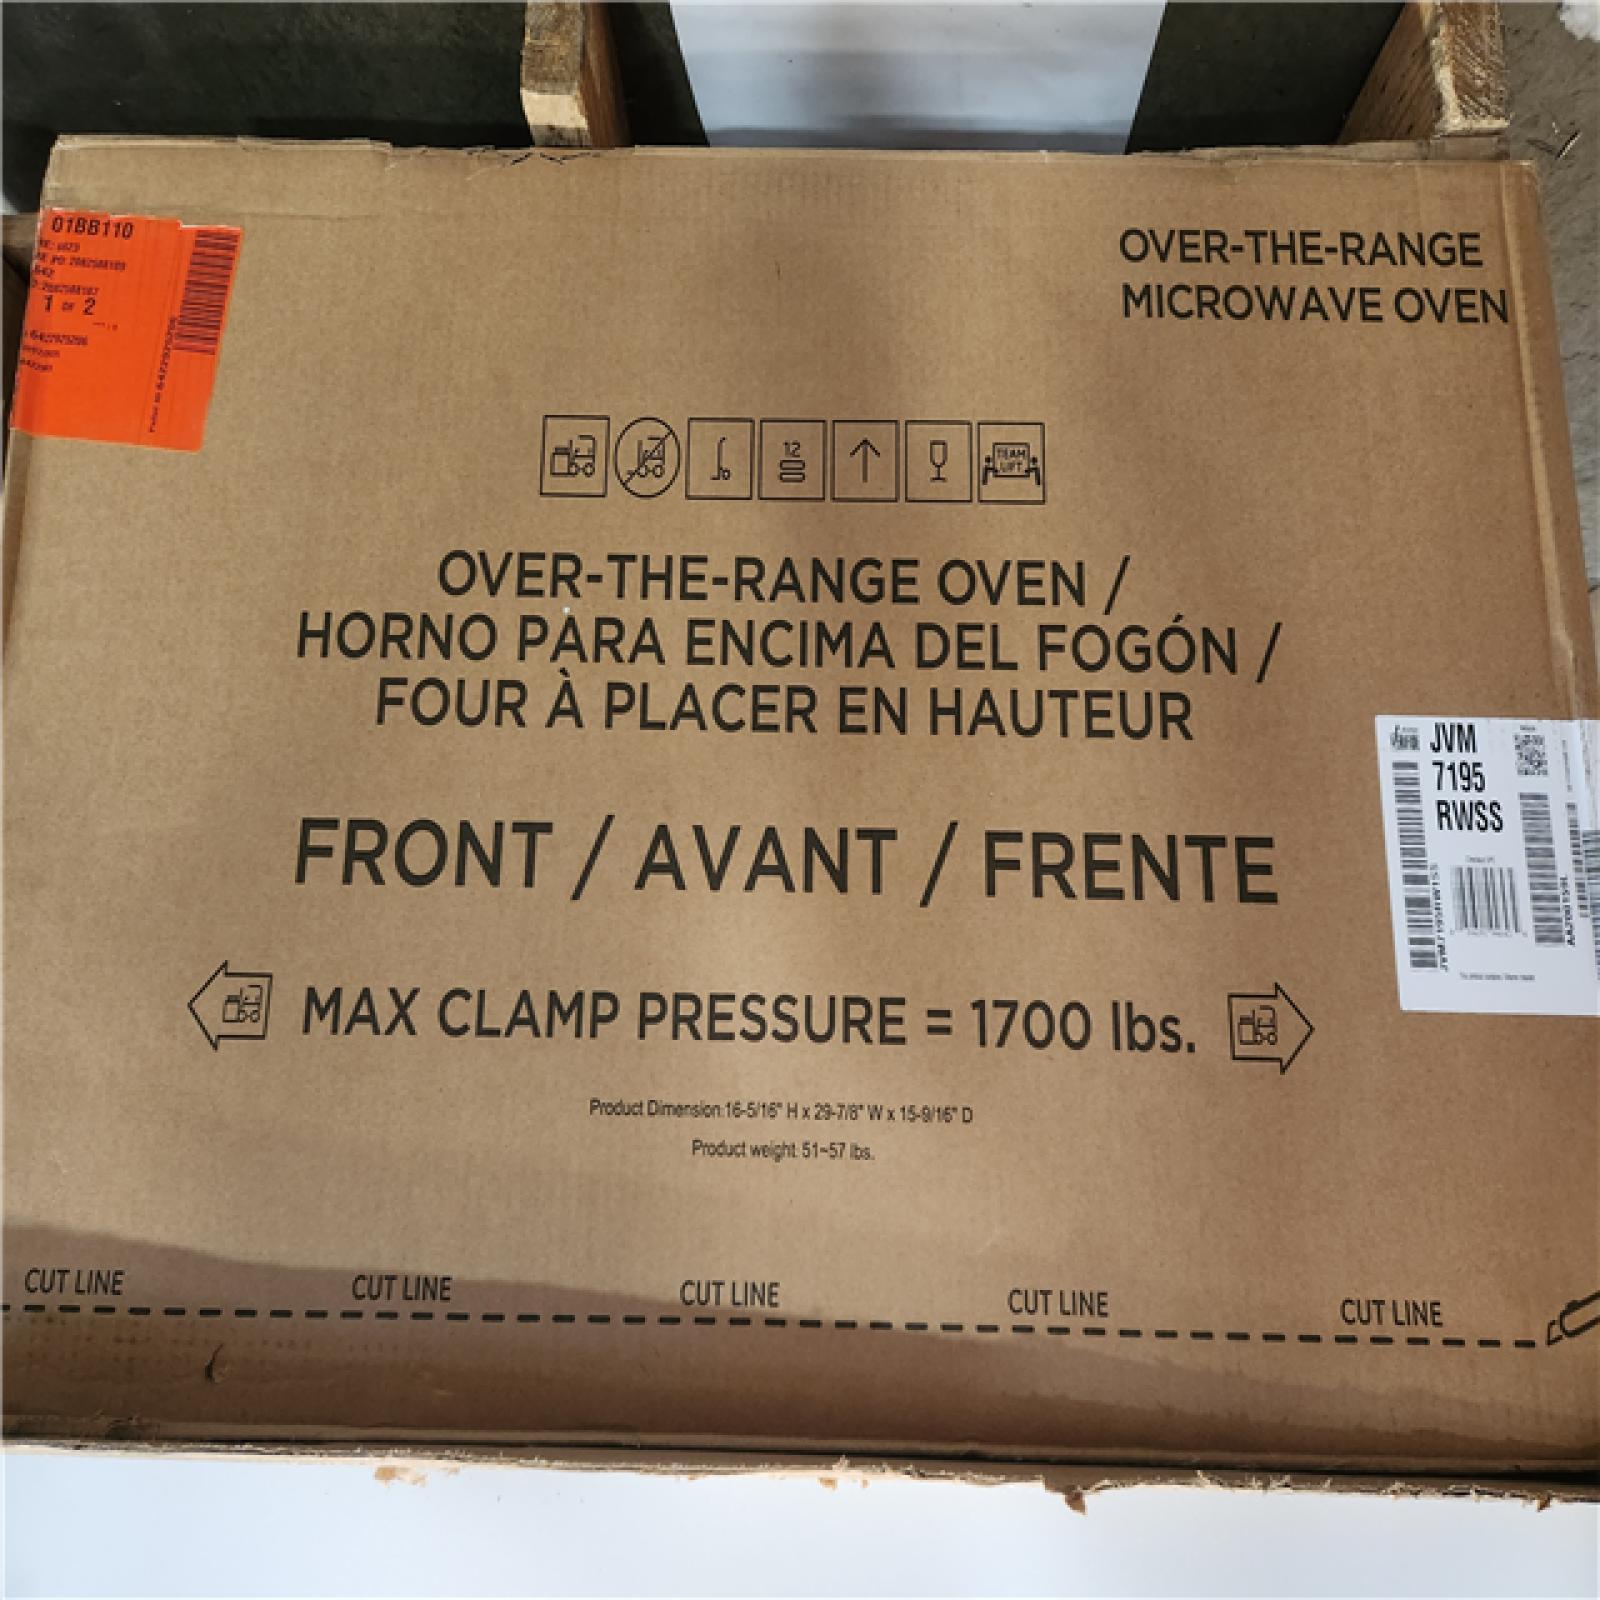 01BB110
1 OF 2
OVER-THE-RANGE
MICROWAVE OVEN
12
TEAM
LIFT
OVER-THE-RANGE OVEN /
HORNO PARA ENCIMA DEL FOGÓN /
FOUR À PLACER EN HAUTEUR
JVM
7195
RWSS
FRONT / AVANT / FRENTE
MAX CLAMP PRESSURE = 1700 lbs.
Product Dimension:16-5/16" H x 29-7/8" W x 15-9/16" D
Product weight: 51~57 lbs.
CUT LINE CUT LINE CUT LINE CUT LINE CUT LINE